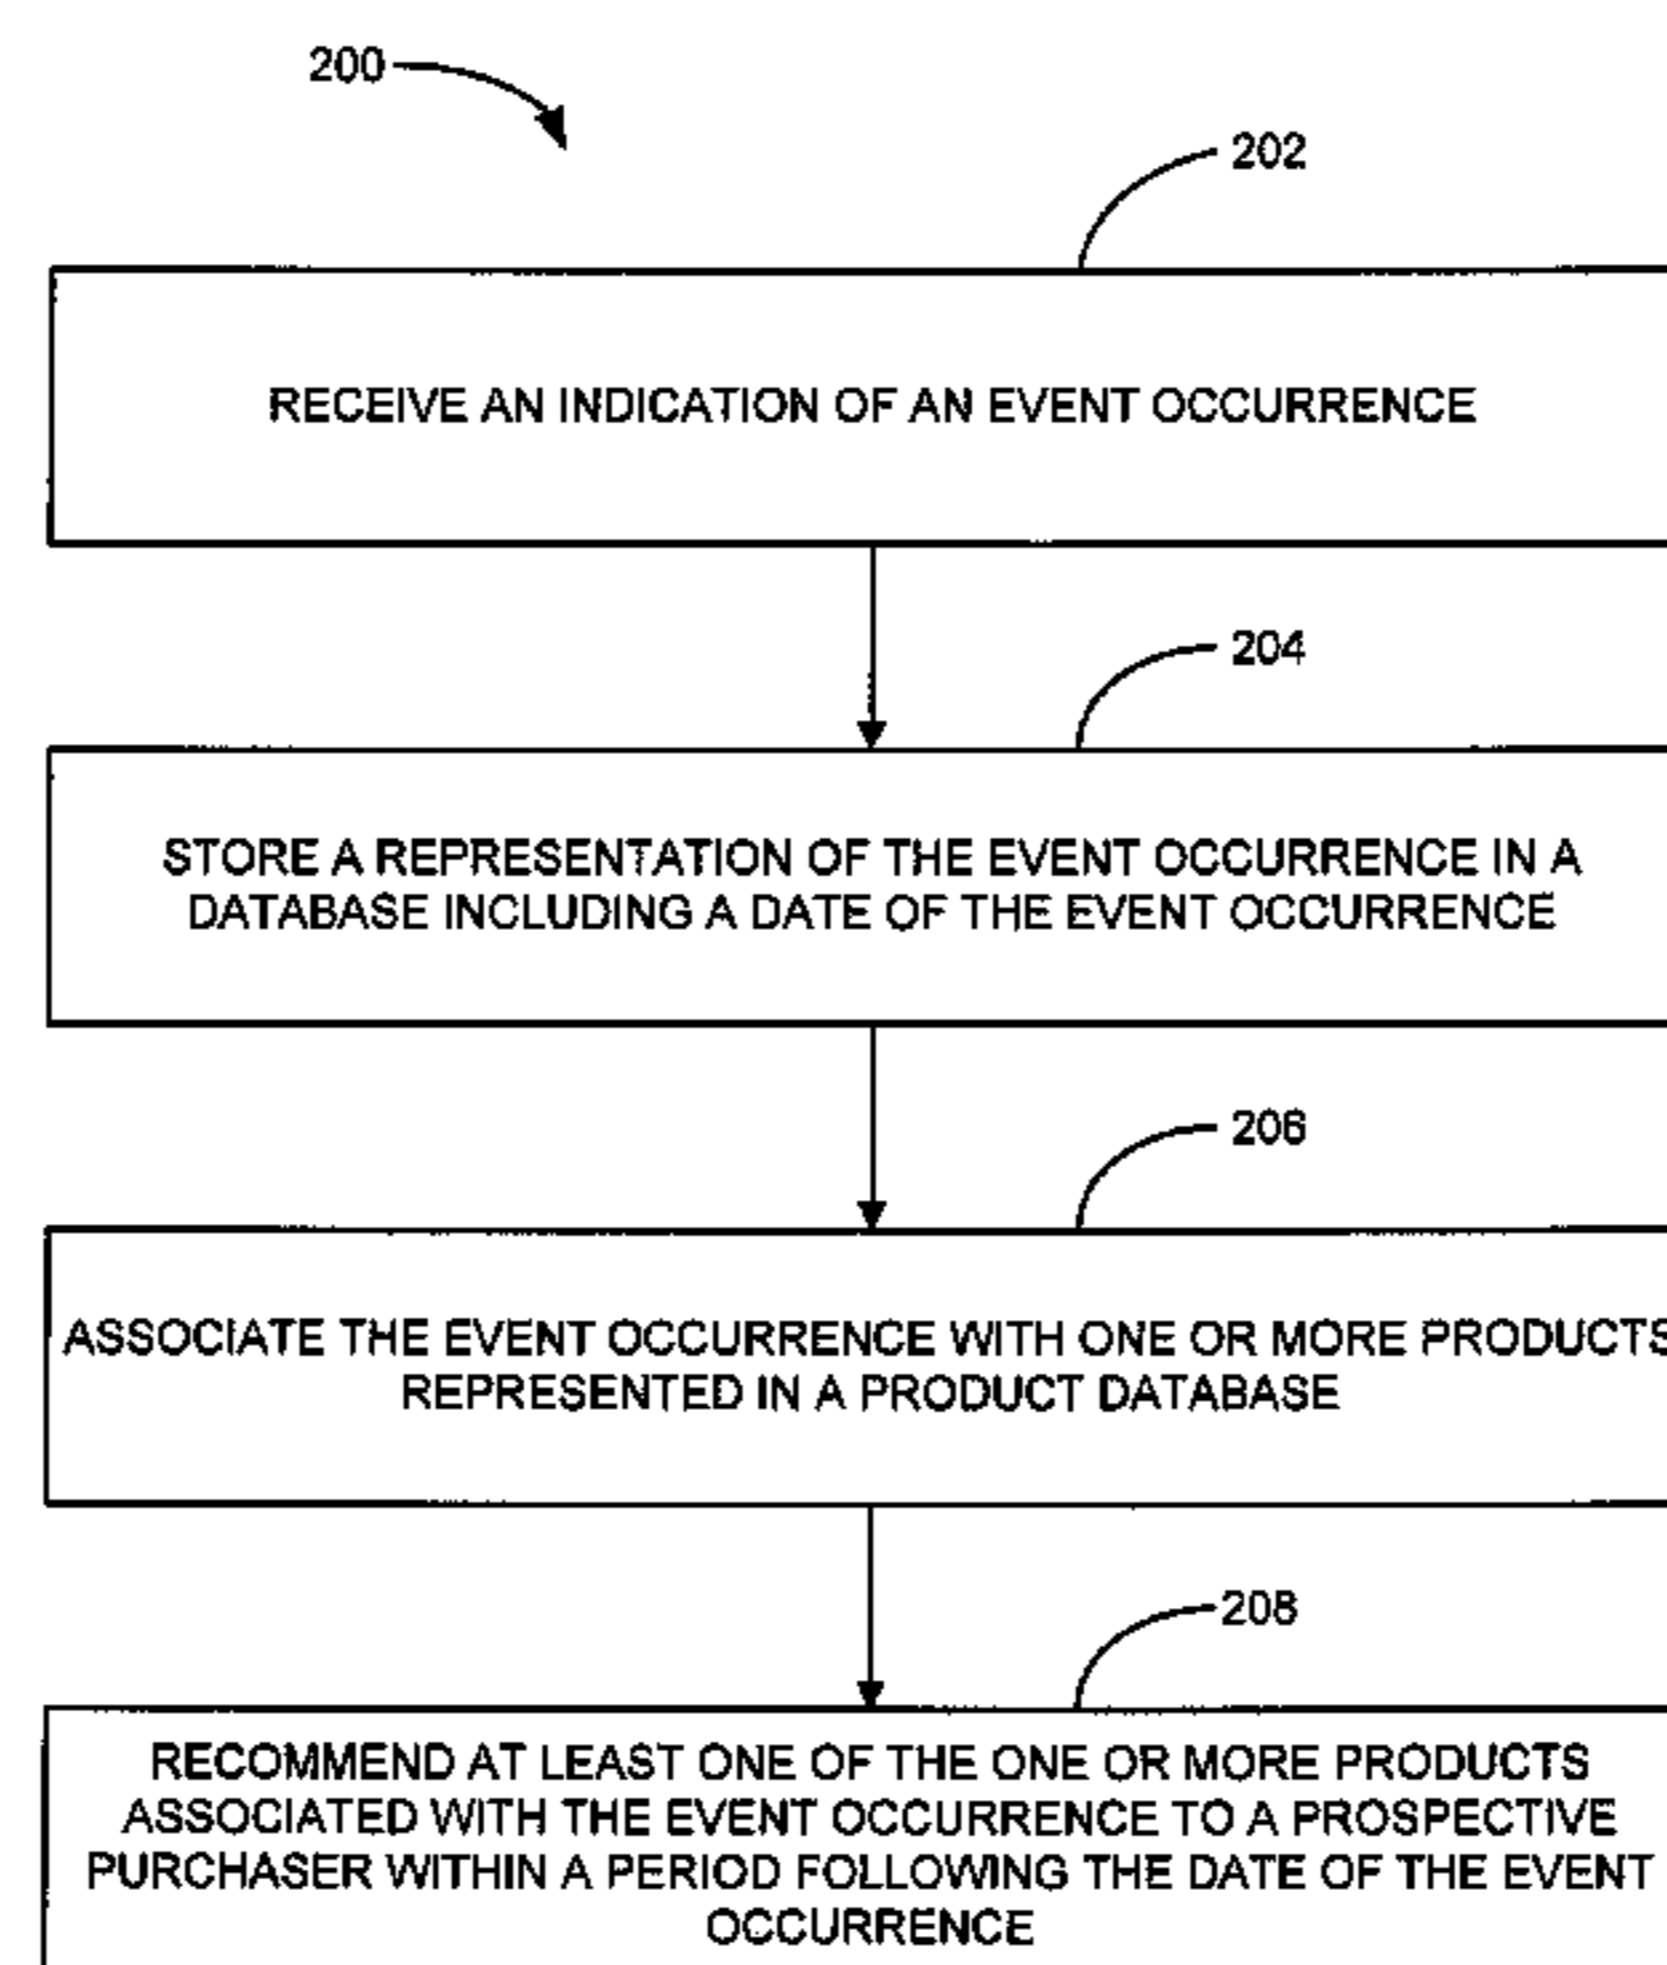 200
202
RECEIVE AN INDICATION OF AN EVENT OCCURRENCE
204
STORE A REPRESENTATION OF THE EVENT OCCURRENCE IN A
DATABASE INCLUDING A DATE OF THE EVENT OCCURRENCE
206
ASSOCIATE THE EVENT OCCURRENCE WITH ONE OR MORE PRODUCTS
REPRESENTED IN A PRODUCT DATABASE
208
RECOMMEND AT LEAST ONE OF THE ONE OR MORE PRODUCTS
ASSOCIATED WITH THE EVENT OCCURRENCE TO A PROSPECTIVE
PURCHASER WITHIN A PERIOD FOLLOWING THE DATE OF THE EVENT
OCCURRENCE